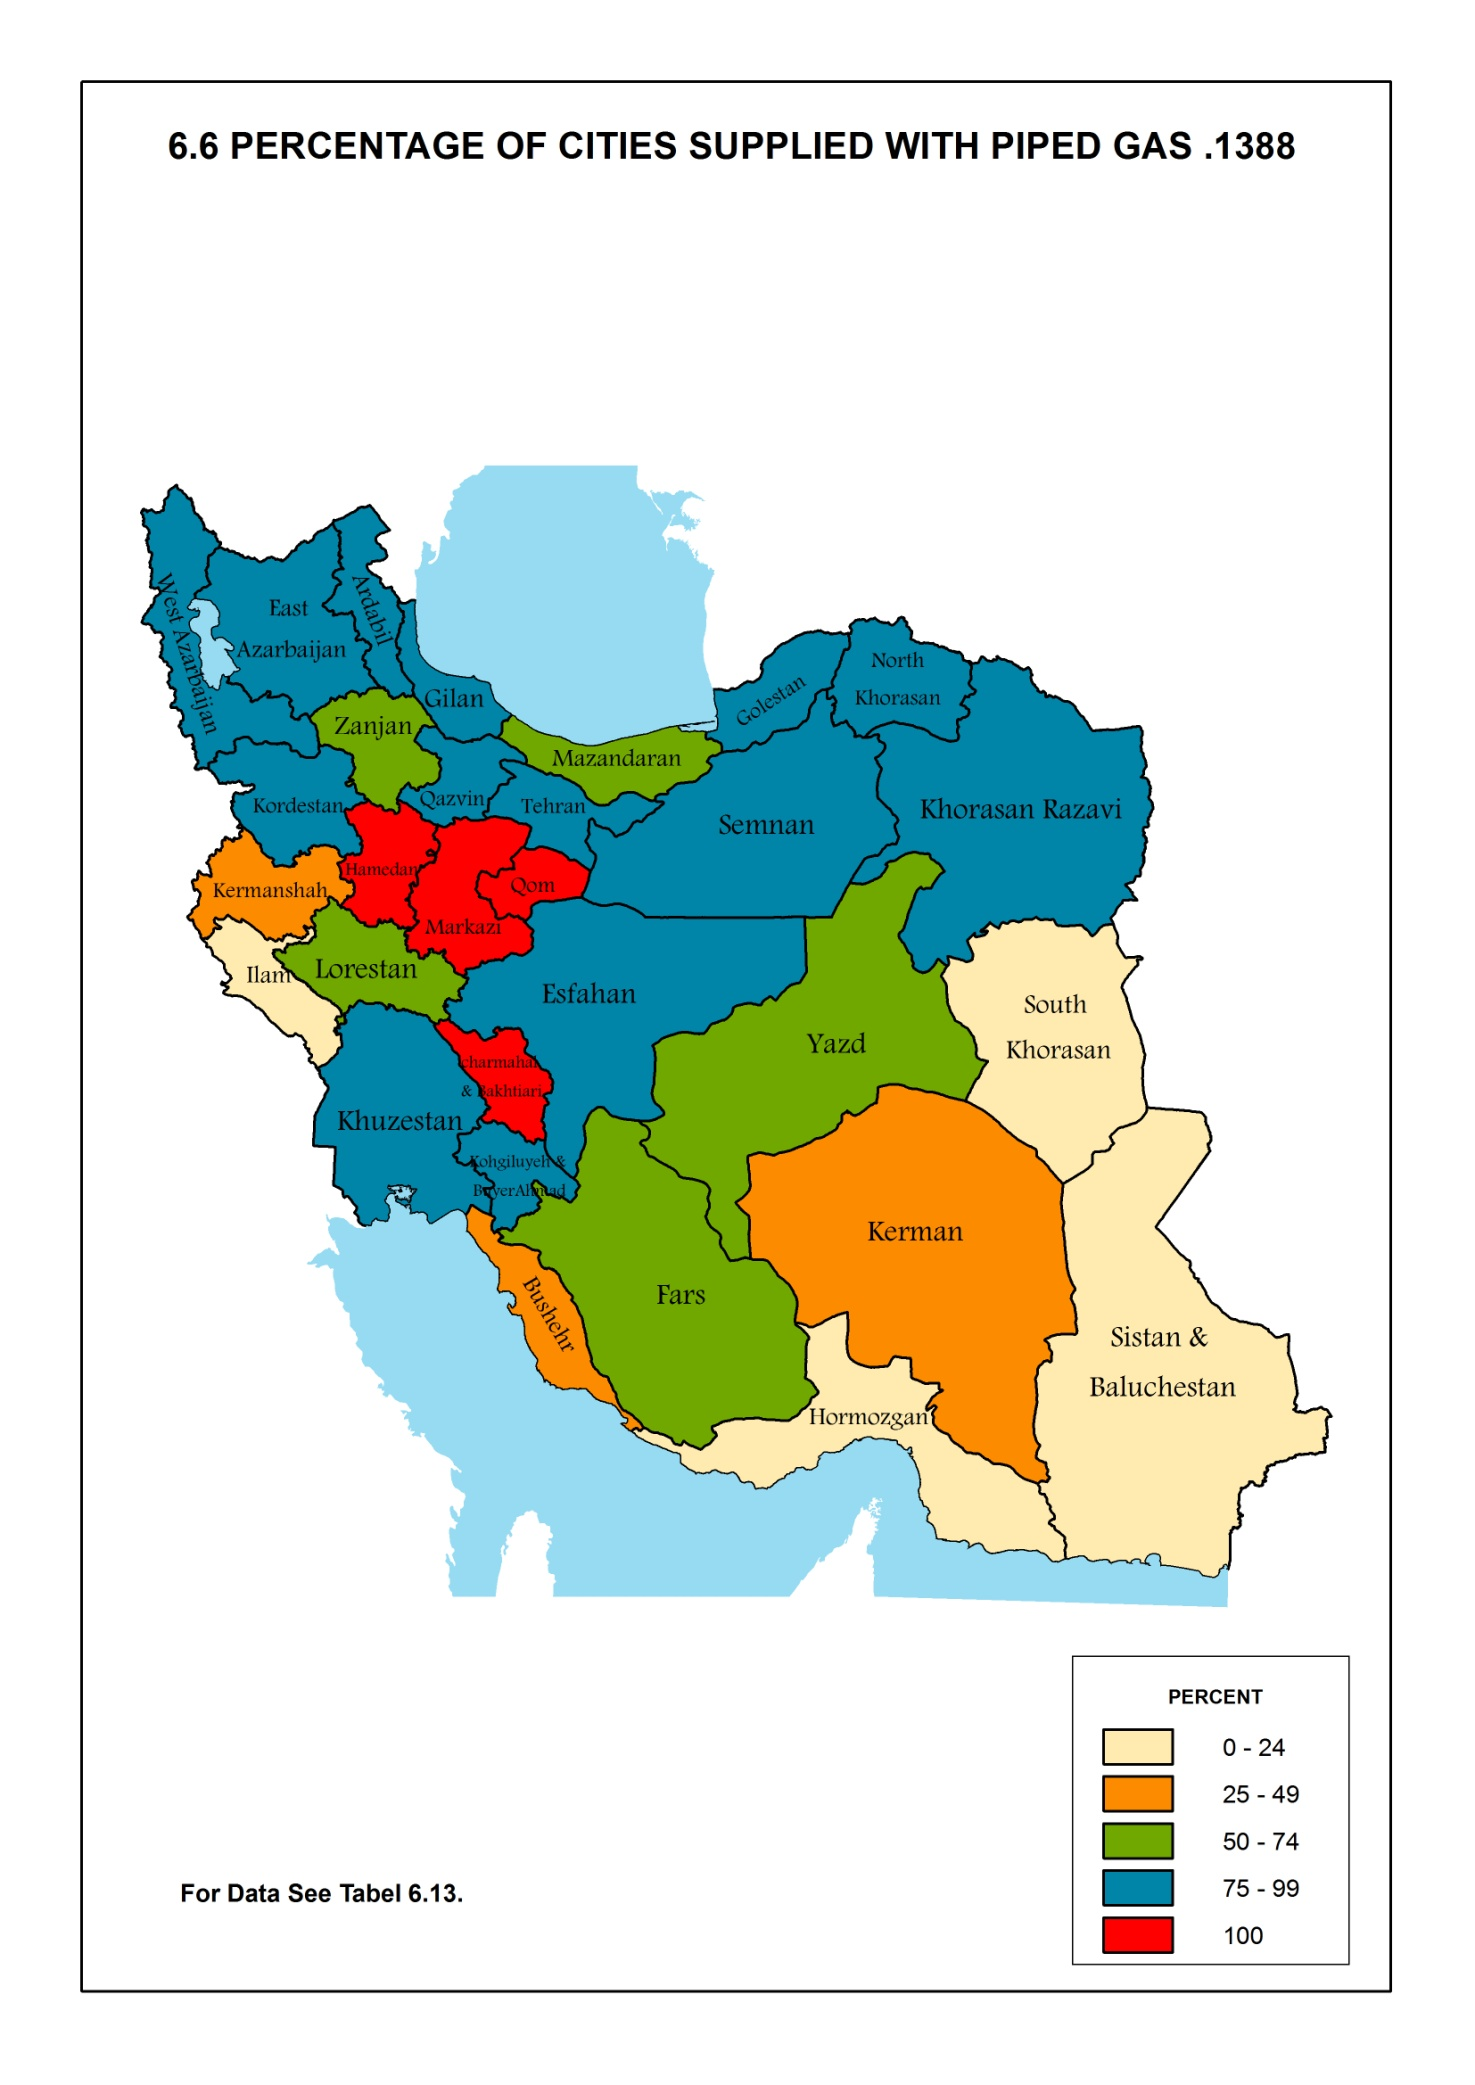 6.6 PERCENTAGE OF CITIES SUPPLIED WITH PIPED GAS .1388
West Azarbaijan
East
Azarbaijan
Ardabil
Gilan
Zanjan
Mazandaran
Golestan
North
Khorasan
Khorasan Razavi
Kordestan
Qazvin
Tehran
Semnan
Kermanshah
Hamedan
Qom
Markazi
Ilam
Lorestan
Esfahan
Yazd
South
Khorasan
charmahal
& Bakhtiari
Khuzestan
Kohgiluyeh &
BuyerAhmad
Kerman
Fars
Bushehr
Sistan &
Baluchestan
Hormozgan
PERCENT
0 - 24
25 - 49
50 - 74
75 - 99
100
For Data See Tabel 6.13.